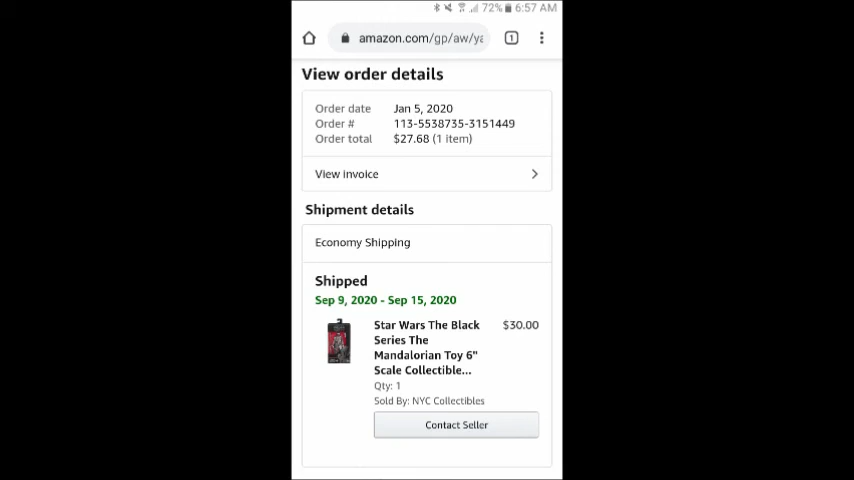 72% 6:57 AM
amazon.com/gp/aw/ya
1
View order details
Order date Jan 5, 2020
Order # 113-5538735-3151449
Order total $27.68 (1 item)
View invoice
Shipment details
Economy Shipping
Shipped
Sep 9, 2020 - Sep 15, 2020
Star Wars The Black $30.00
Series The
Mandalorian Toy 6"
Scale Collectible...
Qty: 1
Sold By: NYC Collectibles
Contact Seller